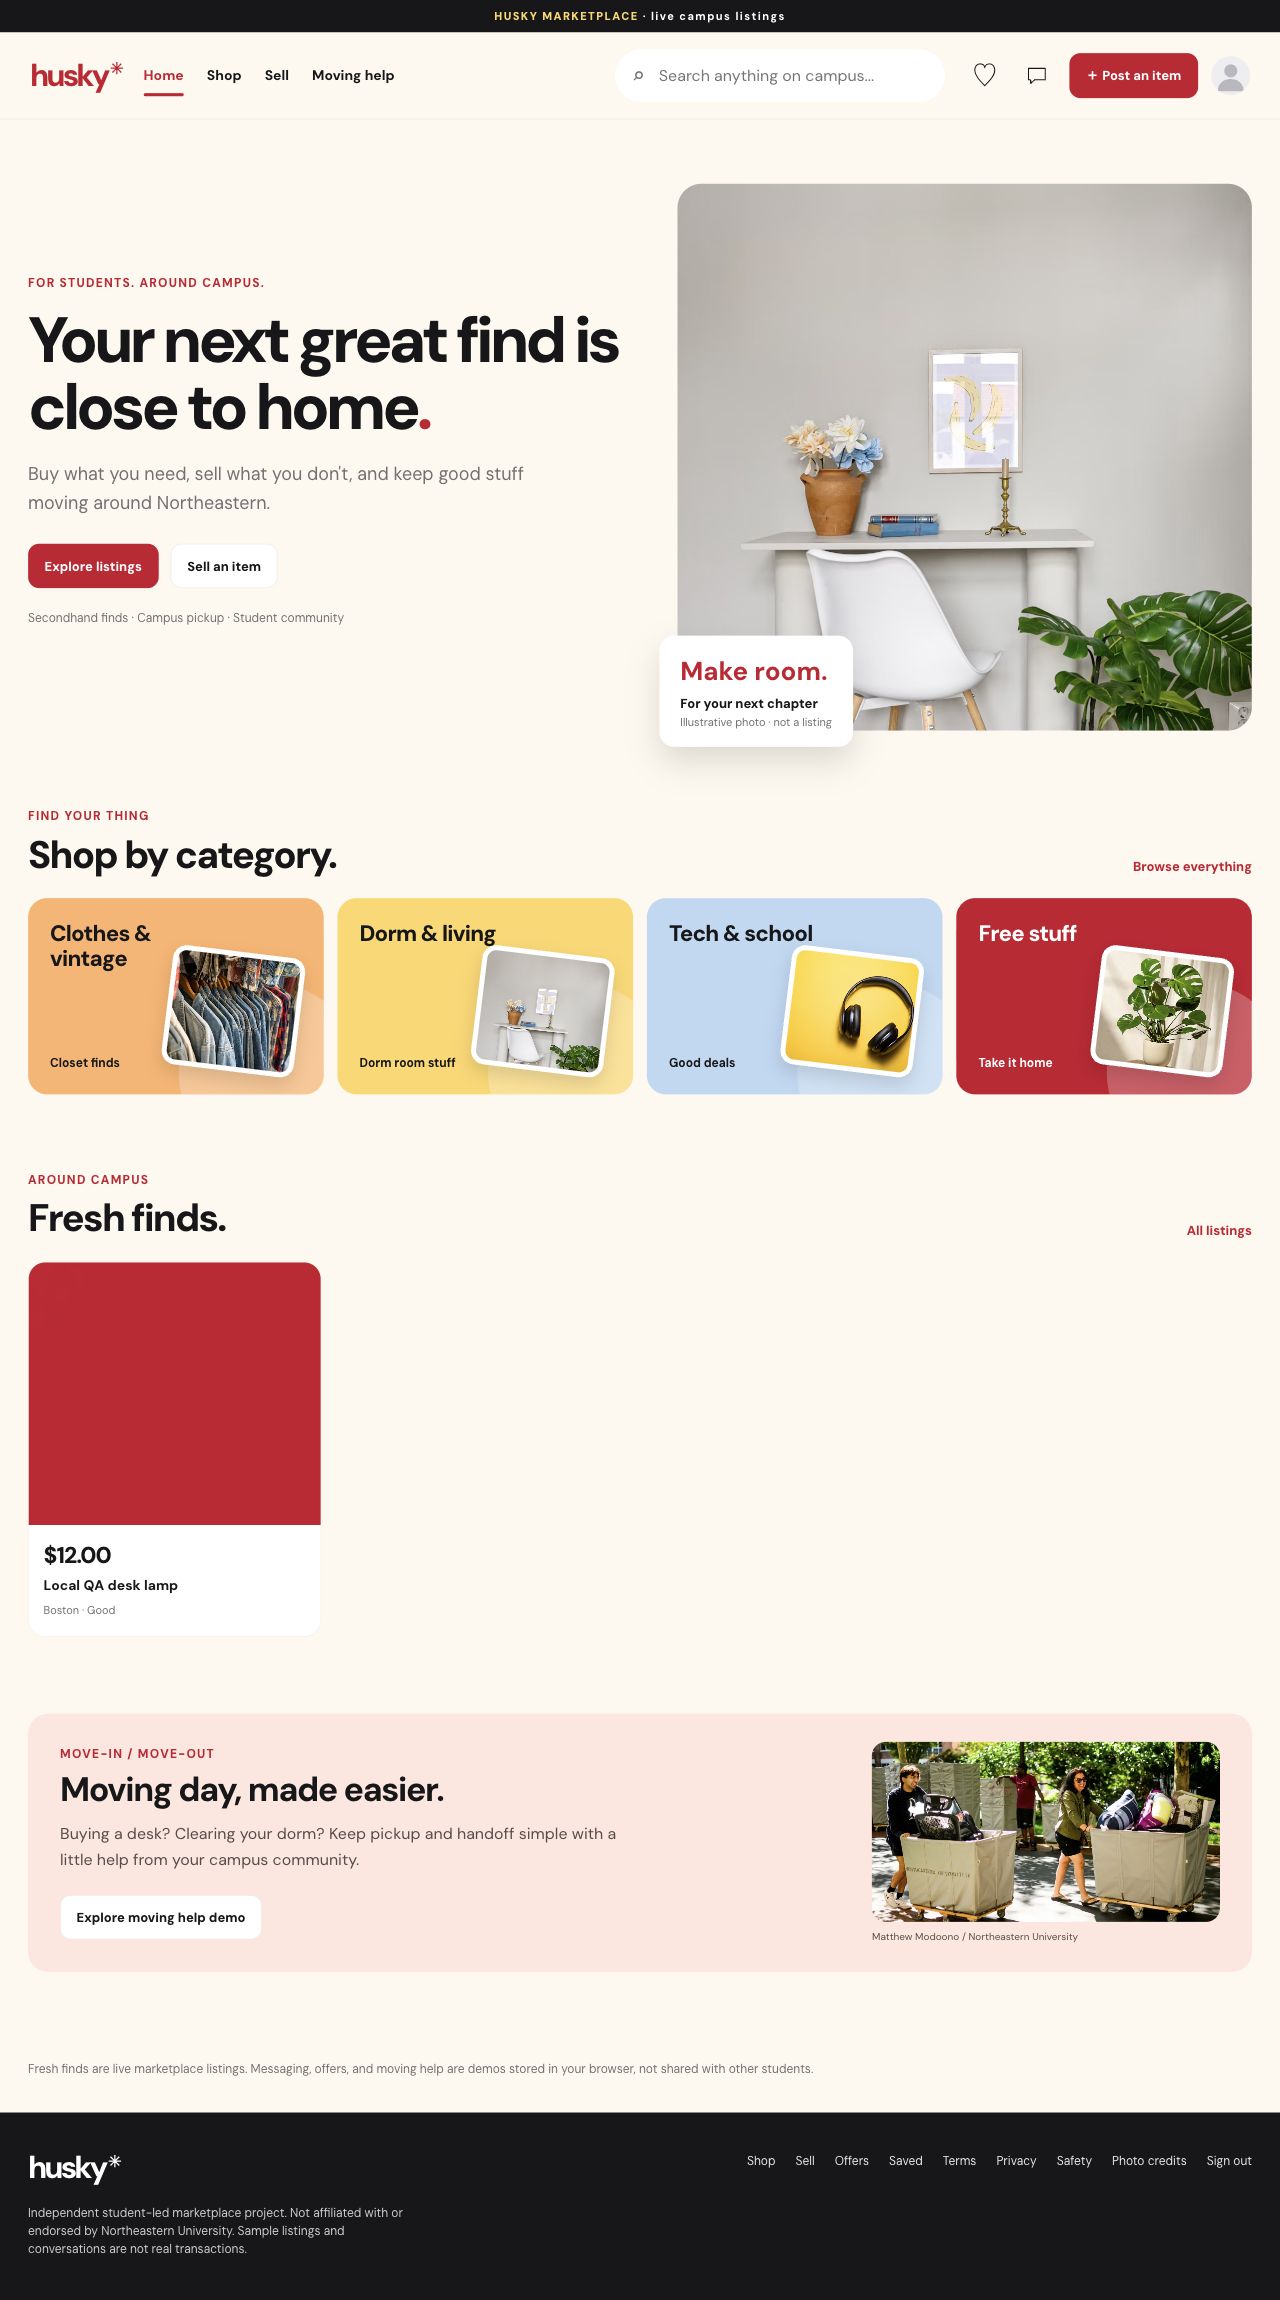 HUSKY MARKETPLACE · live campus listings
husky*
Home
Shop
Sell
Moving help
Search anything on campus...
+ Post an item
FOR STUDENTS. AROUND CAMPUS.
Your next great find is
close to home.
Buy what you need, sell what you don't, and keep good stuff
moving around Northeastern.
Explore listings
Sell an item
Secondhand finds · Campus pickup · Student community
Make room.
For your next chapter
Illustrative photo · not a listing
FIND YOUR THING
Shop by category.
Browse everything
Clothes &
vintage
Closet finds
Dorm & living
Dorm room stuff
Tech & school
Good deals
Free stuff
Take it home
AROUND CAMPUS
Fresh finds.
All listings
$12.00
Local QA desk lamp
Boston · Good
MOVE-IN / MOVE-OUT
Moving day, made easier.
Buying a desk? Clearing your dorm? Keep pickup and handoff simple with a
little help from your campus community.
Explore moving help demo
Matthew Modoono / Northeastern University
Fresh finds are live marketplace listings. Messaging, offers, and moving help are demos stored in your browser, not shared with other students.
husky*
Shop
Sell
Offers
Saved
Terms
Privacy
Safety
Photo credits
Sign out
Independent student-led marketplace project. Not affiliated with or
endorsed by Northeastern University. Sample listings and
conversations are not real transactions.